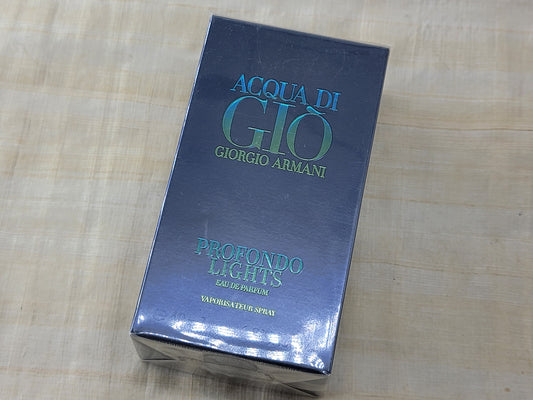 ACQUA DI
GIÒ
GIORGIO ARMANI
PROFONDO
LIGHTS
EAU DE PARFUM
VAPORISATEUR SPRAY